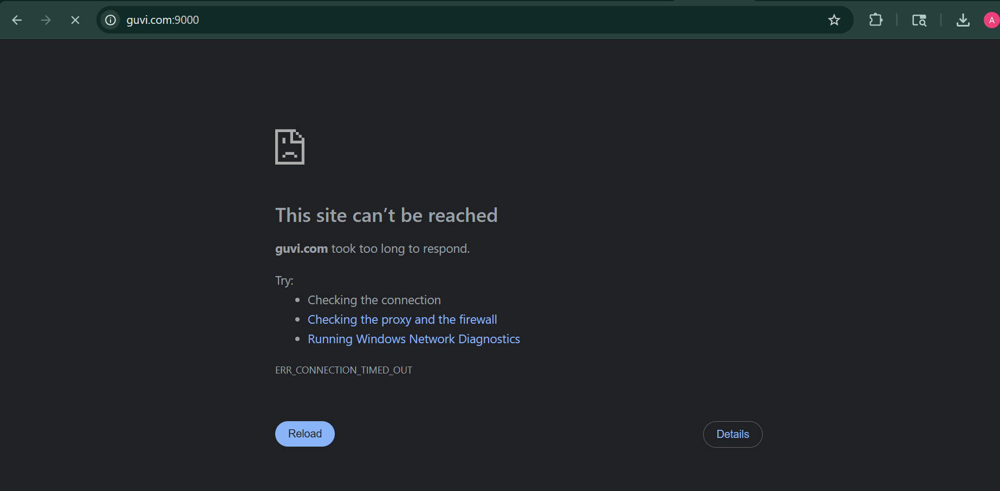 guvi.com:9000
A
This site can’t be reached
guvi.com took too long to respond.
Try:
Checking the connection
Checking the proxy and the firewall
Running Windows Network Diagnostics
ERR_CONNECTION_TIMED_OUT
Reload
Details